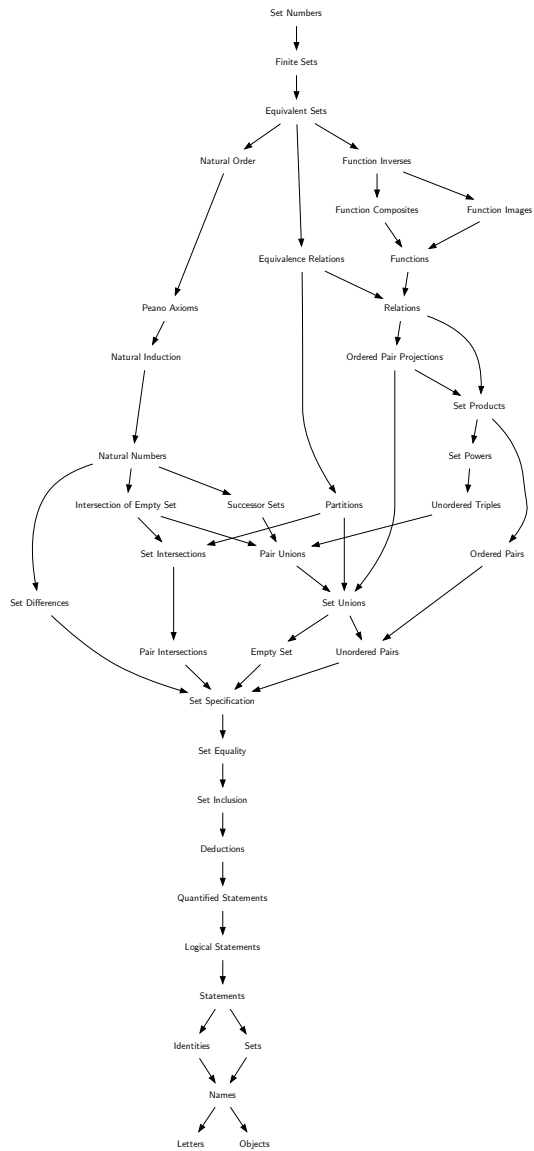 Set Numbers
Finite Sets
Equivalent Sets
Natural Order
Function Inverses
Function Composites
Function Images
Equivalence Relations
Functions
Peano Axioms
Relations
Natural Induction
Ordered Pair Projections
Set Products
Natural Numbers
Set Powers
Intersection of Empty Set
Successor Sets
Partitions
Unordered Triples
Set Intersections
Pair Unions
Ordered Pairs
Set Differences
Set Unions
Pair Intersections
Empty Set
Unordered Pairs
Set Specification
Set Equality
Set Inclusion
Deductions
Quantified Statements
Logical Statements
Statements
Identities
Sets
Names
Letters
Objects